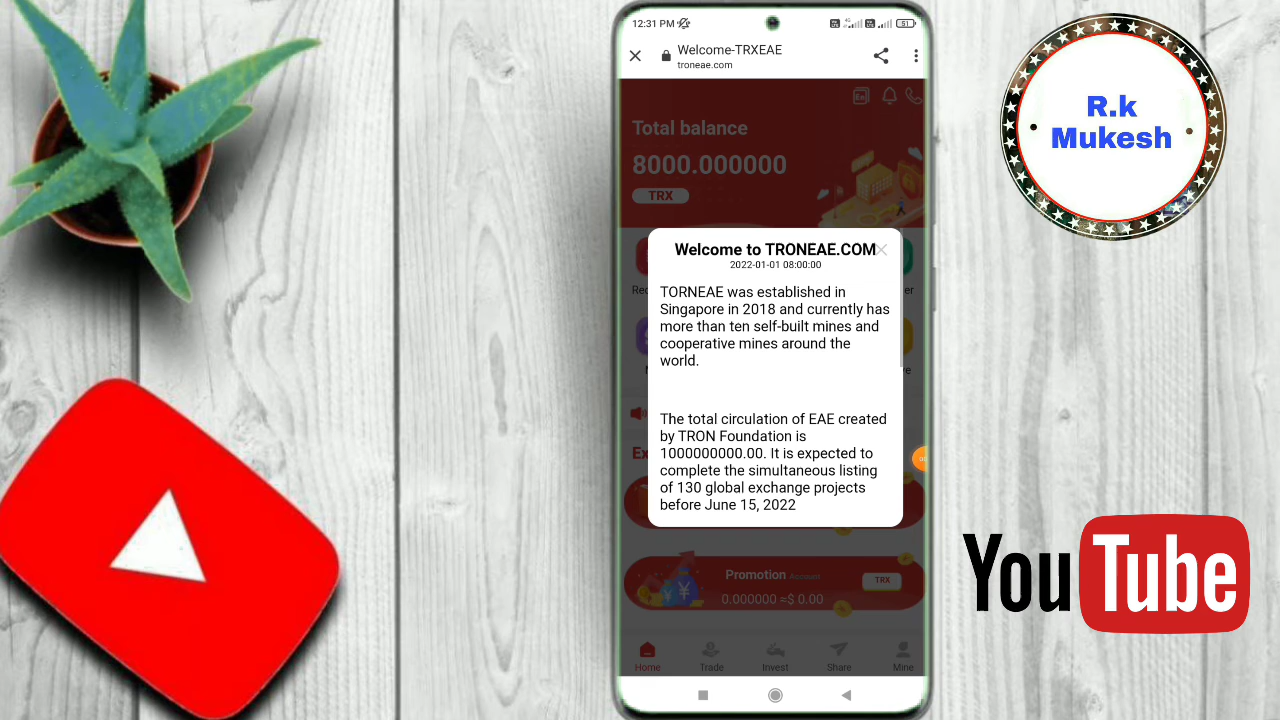 12:31 PM
51
Welcome-TRXEAE
troneae.com
Total balance
8000.000000
TRX
Welcome to TRONEAE.COM
2022-01-01 08:00:00
TORNEAE was established in
Singapore in 2018 and currently has
more than ten self-built mines and
cooperative mines around the
world.
The total circulation of EAE created
by TRON Foundation is
1000000000.00. It is expected to
complete the simultaneous listing
of 130 global exchange projects
before June 15, 2022
Promotion Account
TRX
0.000000 ≈$ 0.00
Home Trade Invest Share Mine
R.k
Mukesh
YouTube